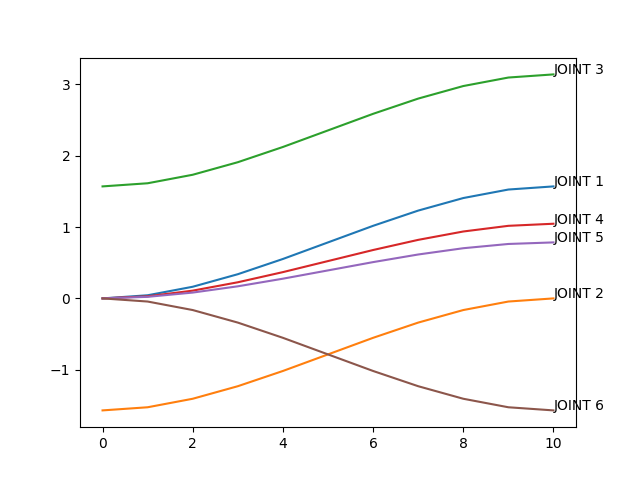 JOINT 3
3
2
JOINT 1
1
JOINT 4
JOINT 5
0
JOINT 2
−1
JOINT 6
0 2 4 6 8 10